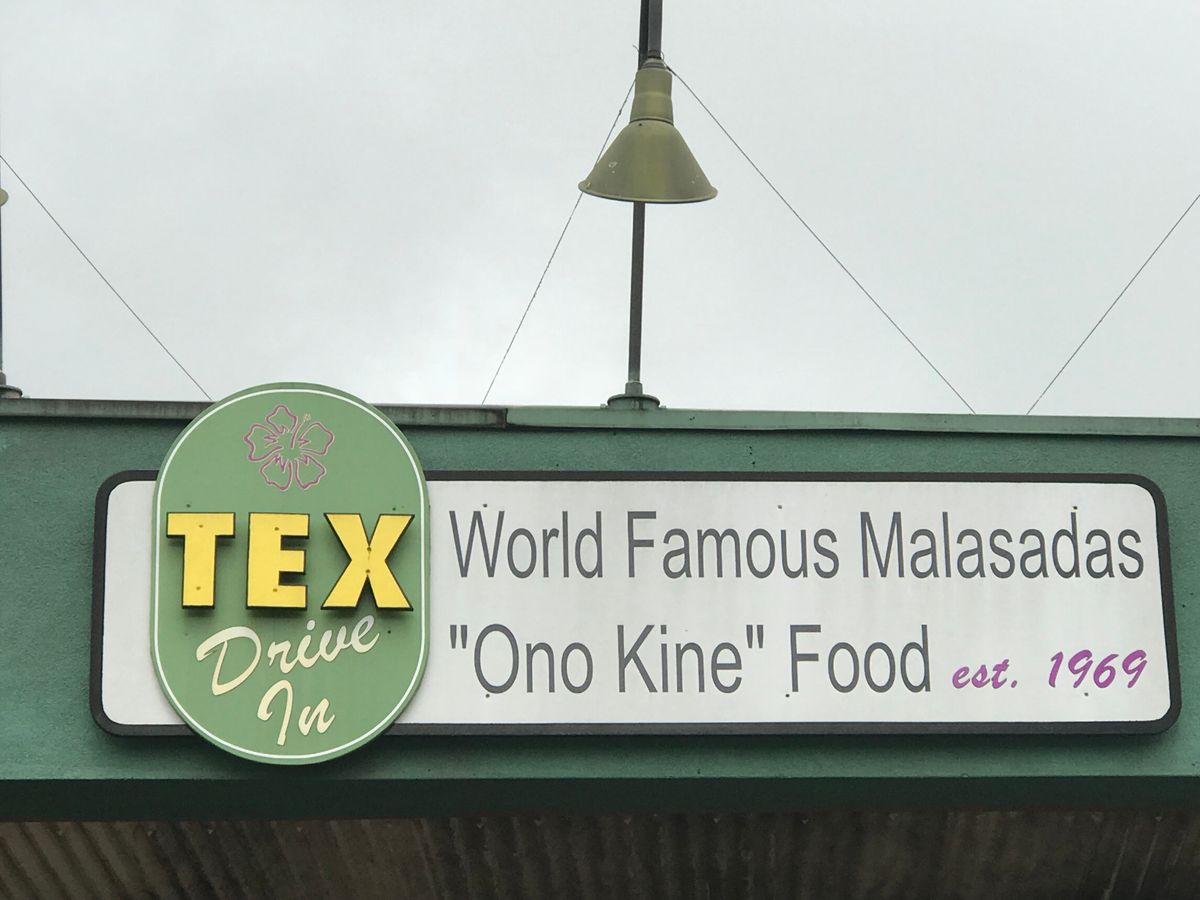 TEX
Drive
In
World Famous Malasadas
"Ono Kine" Food est. 1969